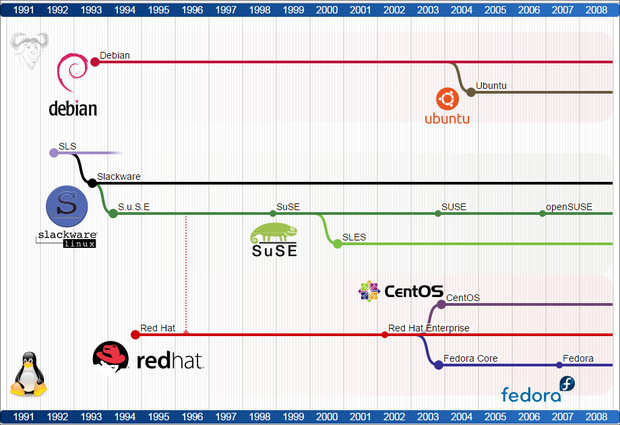 1991 1992 1993 1994 1995 1996 1997 1998 1999 2000 2001 2002 2003 2004 2005 2006 2007 2008
Debian
debian
Ubuntu
ubuntu
SLS
Slackware
S
slackware
linux
S.u.S.E
SuSE
SUSE
openSUSE
SuSE
SLES
CentOS
CentOS
Red Hat
Red Hat Enterprise
redhat.
Fedora Core
Fedora
fedora
1991 1992 1993 1994 1995 1996 1997 1998 1999 2000 2001 2002 2003 2004 2005 2006 2007 2008